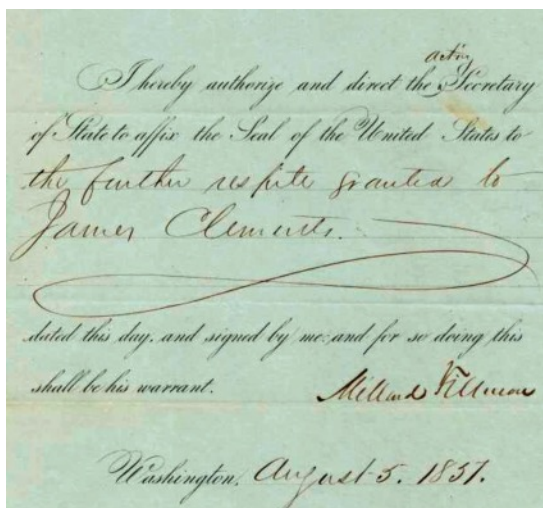 acting
I hereby authorize and direct the Secretary
of State to affix the Seal of the United States to
the further respite granted to
James Clements.
dated this day, and signed by me: and for so doing this
shall be his warrant.
Millard Fillmore
Washington, August 5. 1851.